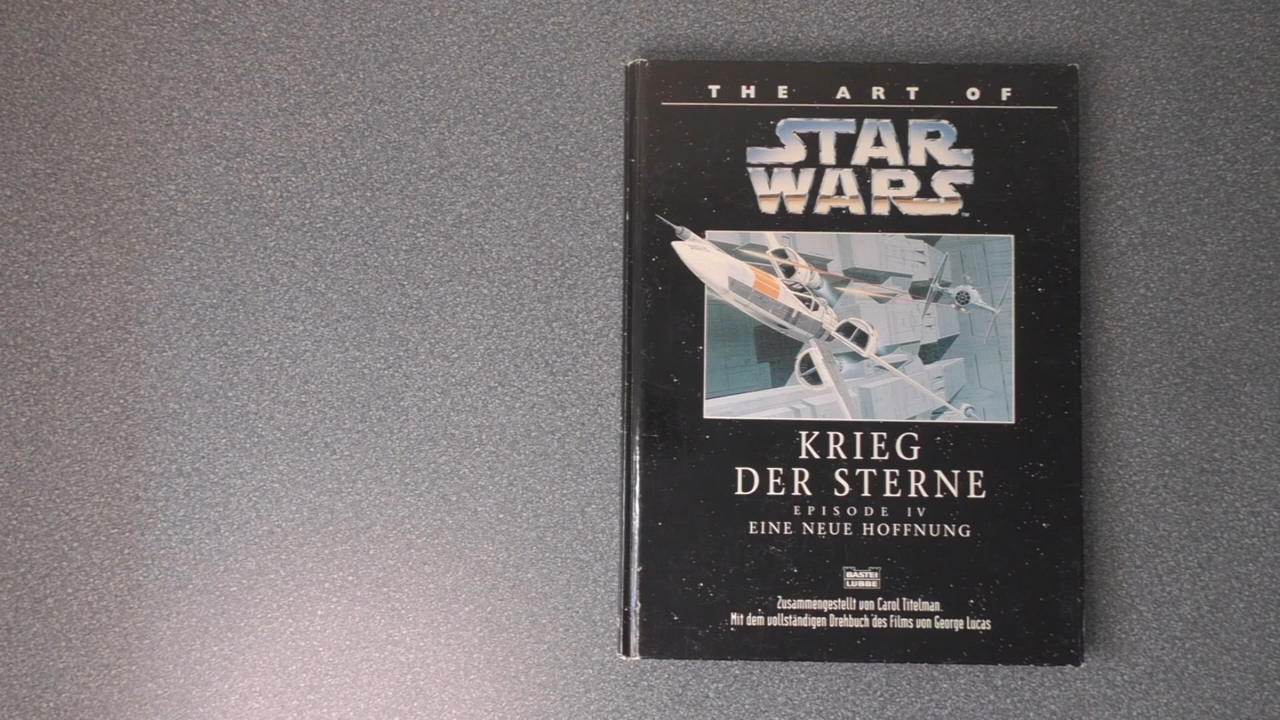 THE ART OF
STAR
WARS
TM
KRIEG
DER STERNE
EPISODE IV
EINE NEUE HOFFNUNG
BASTEI
LÜBBE
Zusammengestellt von Carol Titelman.
Mit dem vollständigen Drehbuch des Films von George Lucas